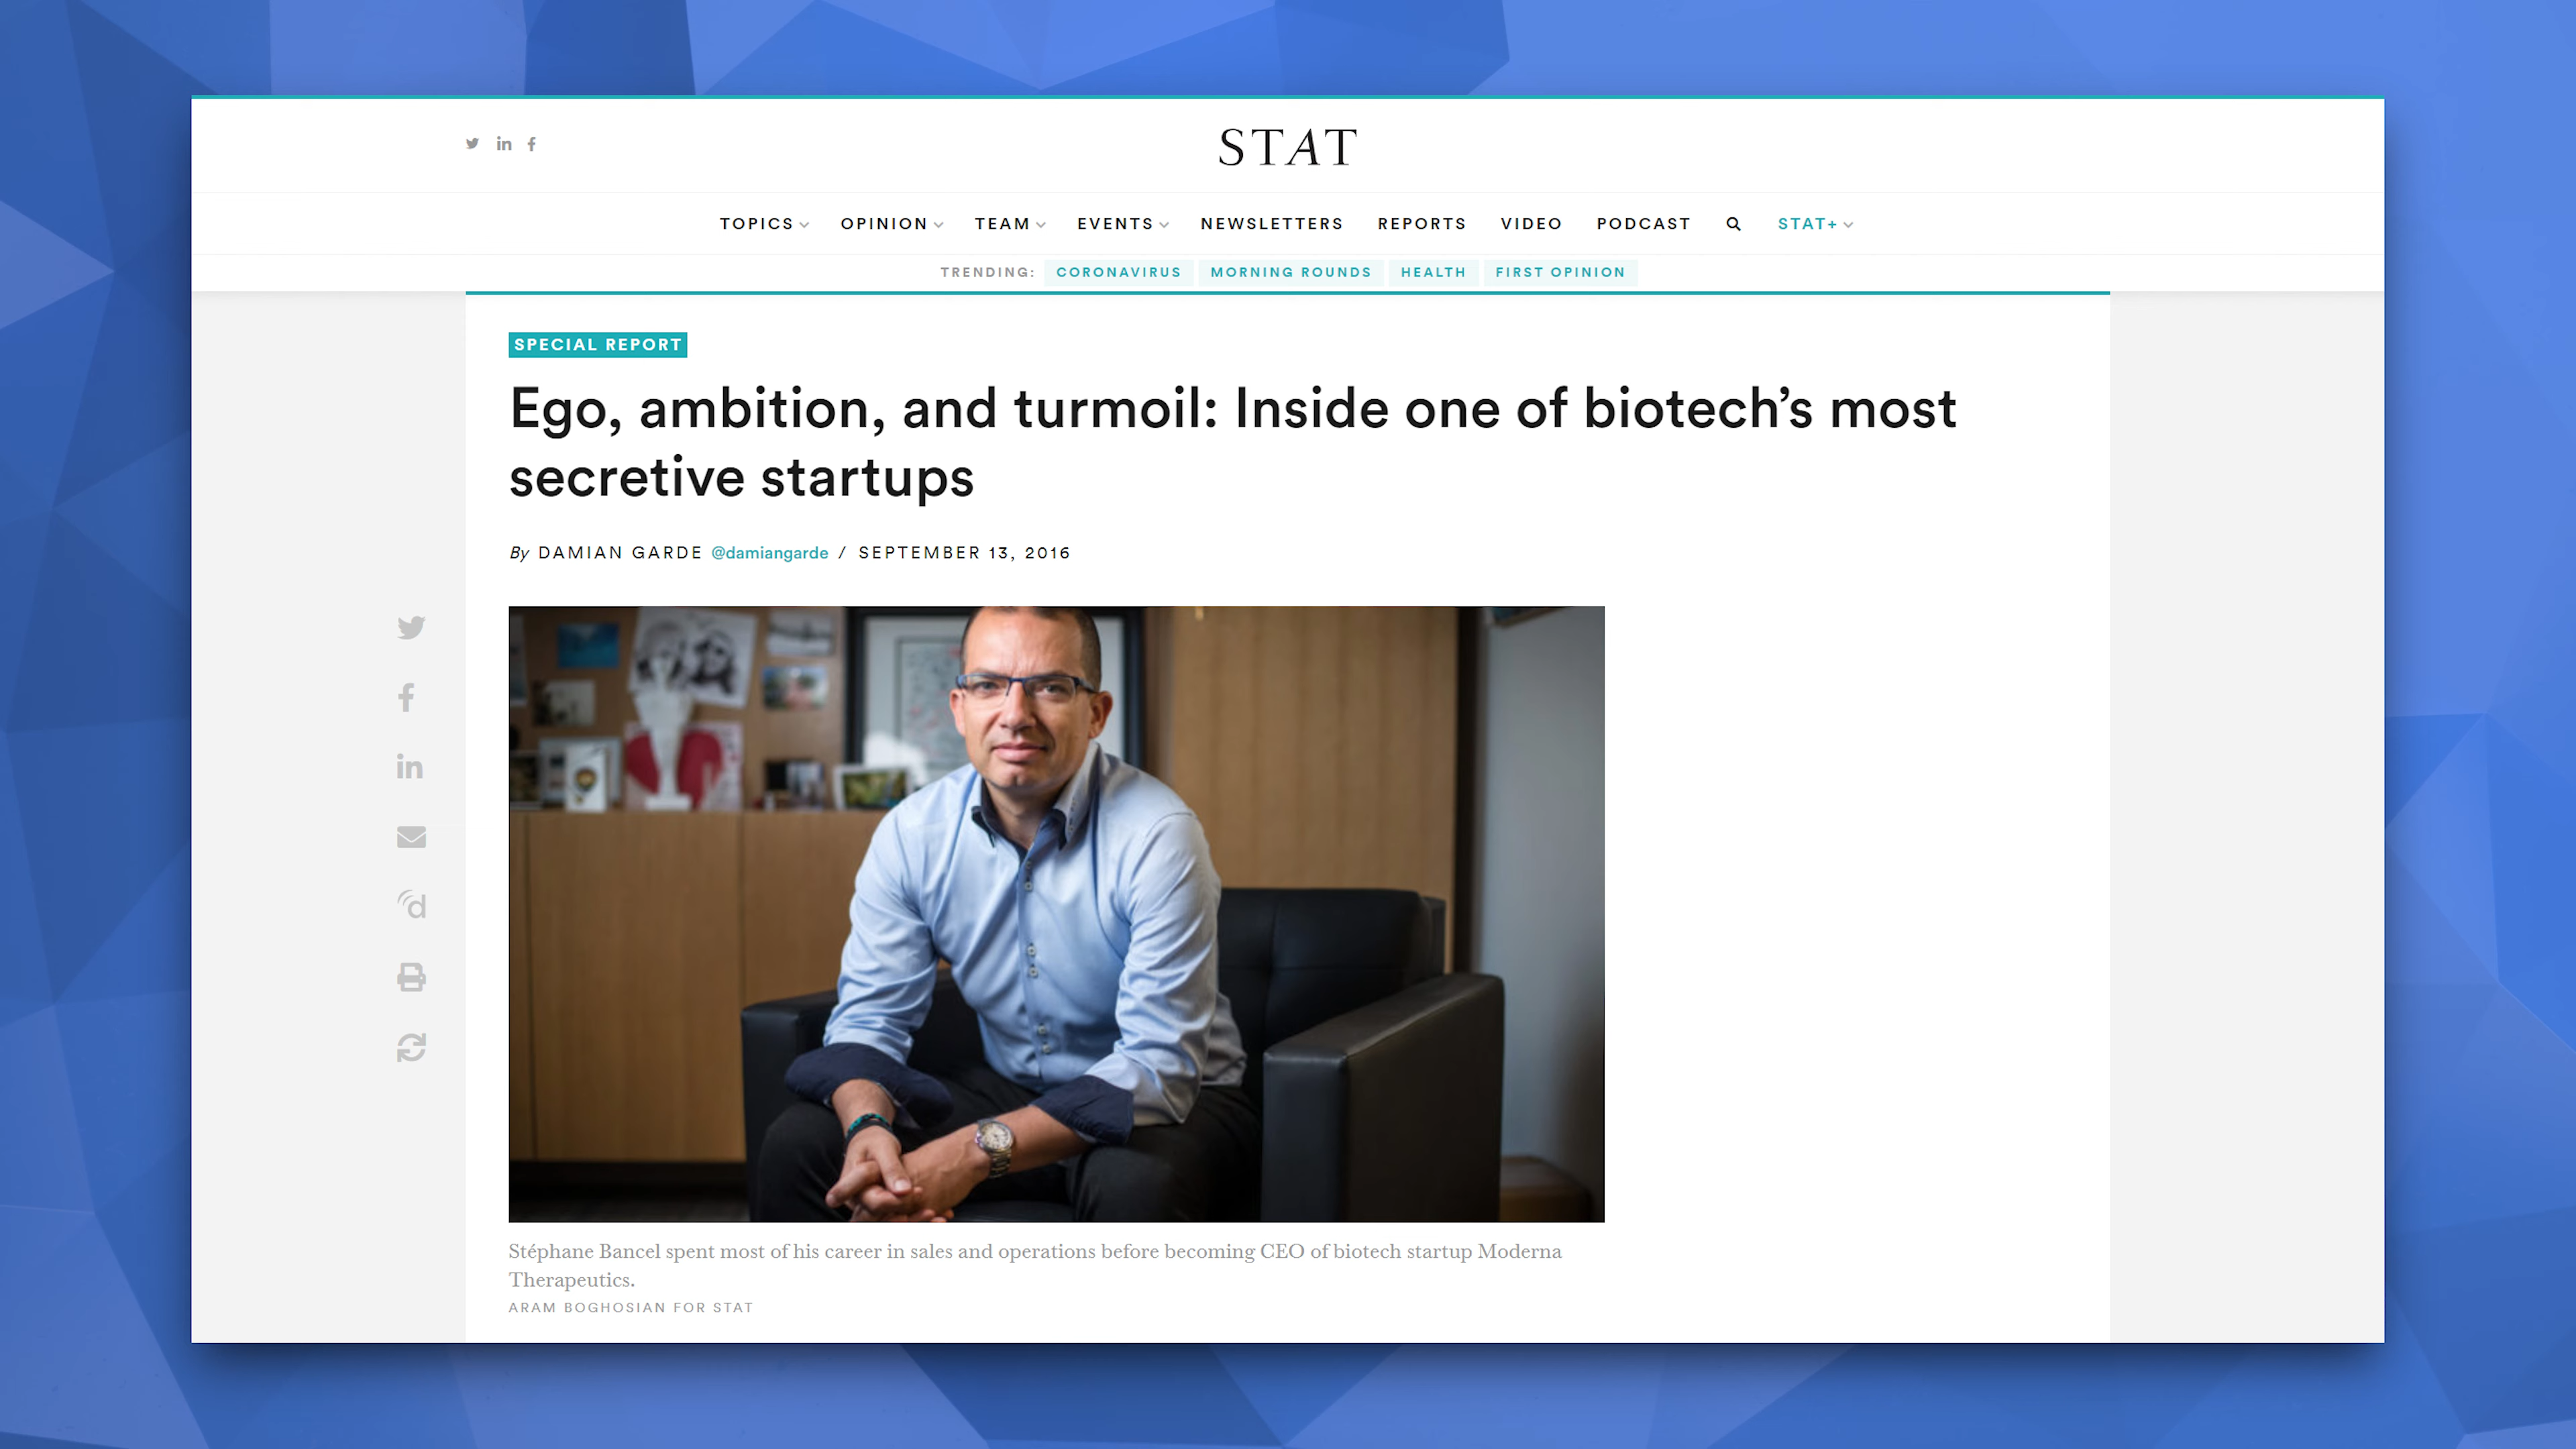 STAT
TOPICS OPINION TEAM EVENTS NEWSLETTERS REPORTS VIDEO PODCAST STAT+
TRENDING: CORONAVIRUS MORNING ROUNDS HEALTH FIRST OPINION
SPECIAL REPORT
Ego, ambition, and turmoil: Inside one of biotech’s most
secretive startups
By DAMIAN GARDE @damiangarde / SEPTEMBER 13, 2016
Stéphane Bancel spent most of his career in sales and operations before becoming CEO of biotech startup Moderna
Therapeutics.
ARAM BOGHOSIAN FOR STAT